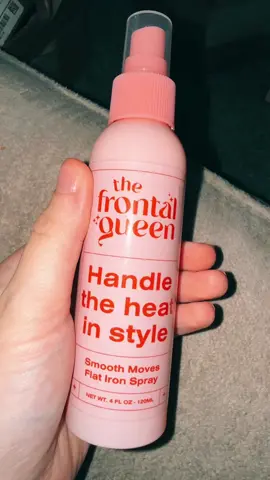 the
frontal
queen
Handle
the heat
in style
Smooth Moves
Flat Iron Spray
NET WT. 4 FL OZ - 120ML